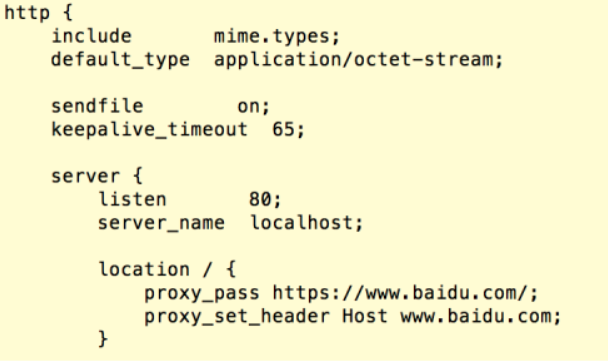 http {
    include       mime.types;
    default_type  application/octet-stream;

    sendfile        on;
    keepalive_timeout  65;

    server {
        listen       80;
        server_name  localhost;

        location / {
            proxy_pass https://www.baidu.com/;
            proxy_set_header Host www.baidu.com;
        }